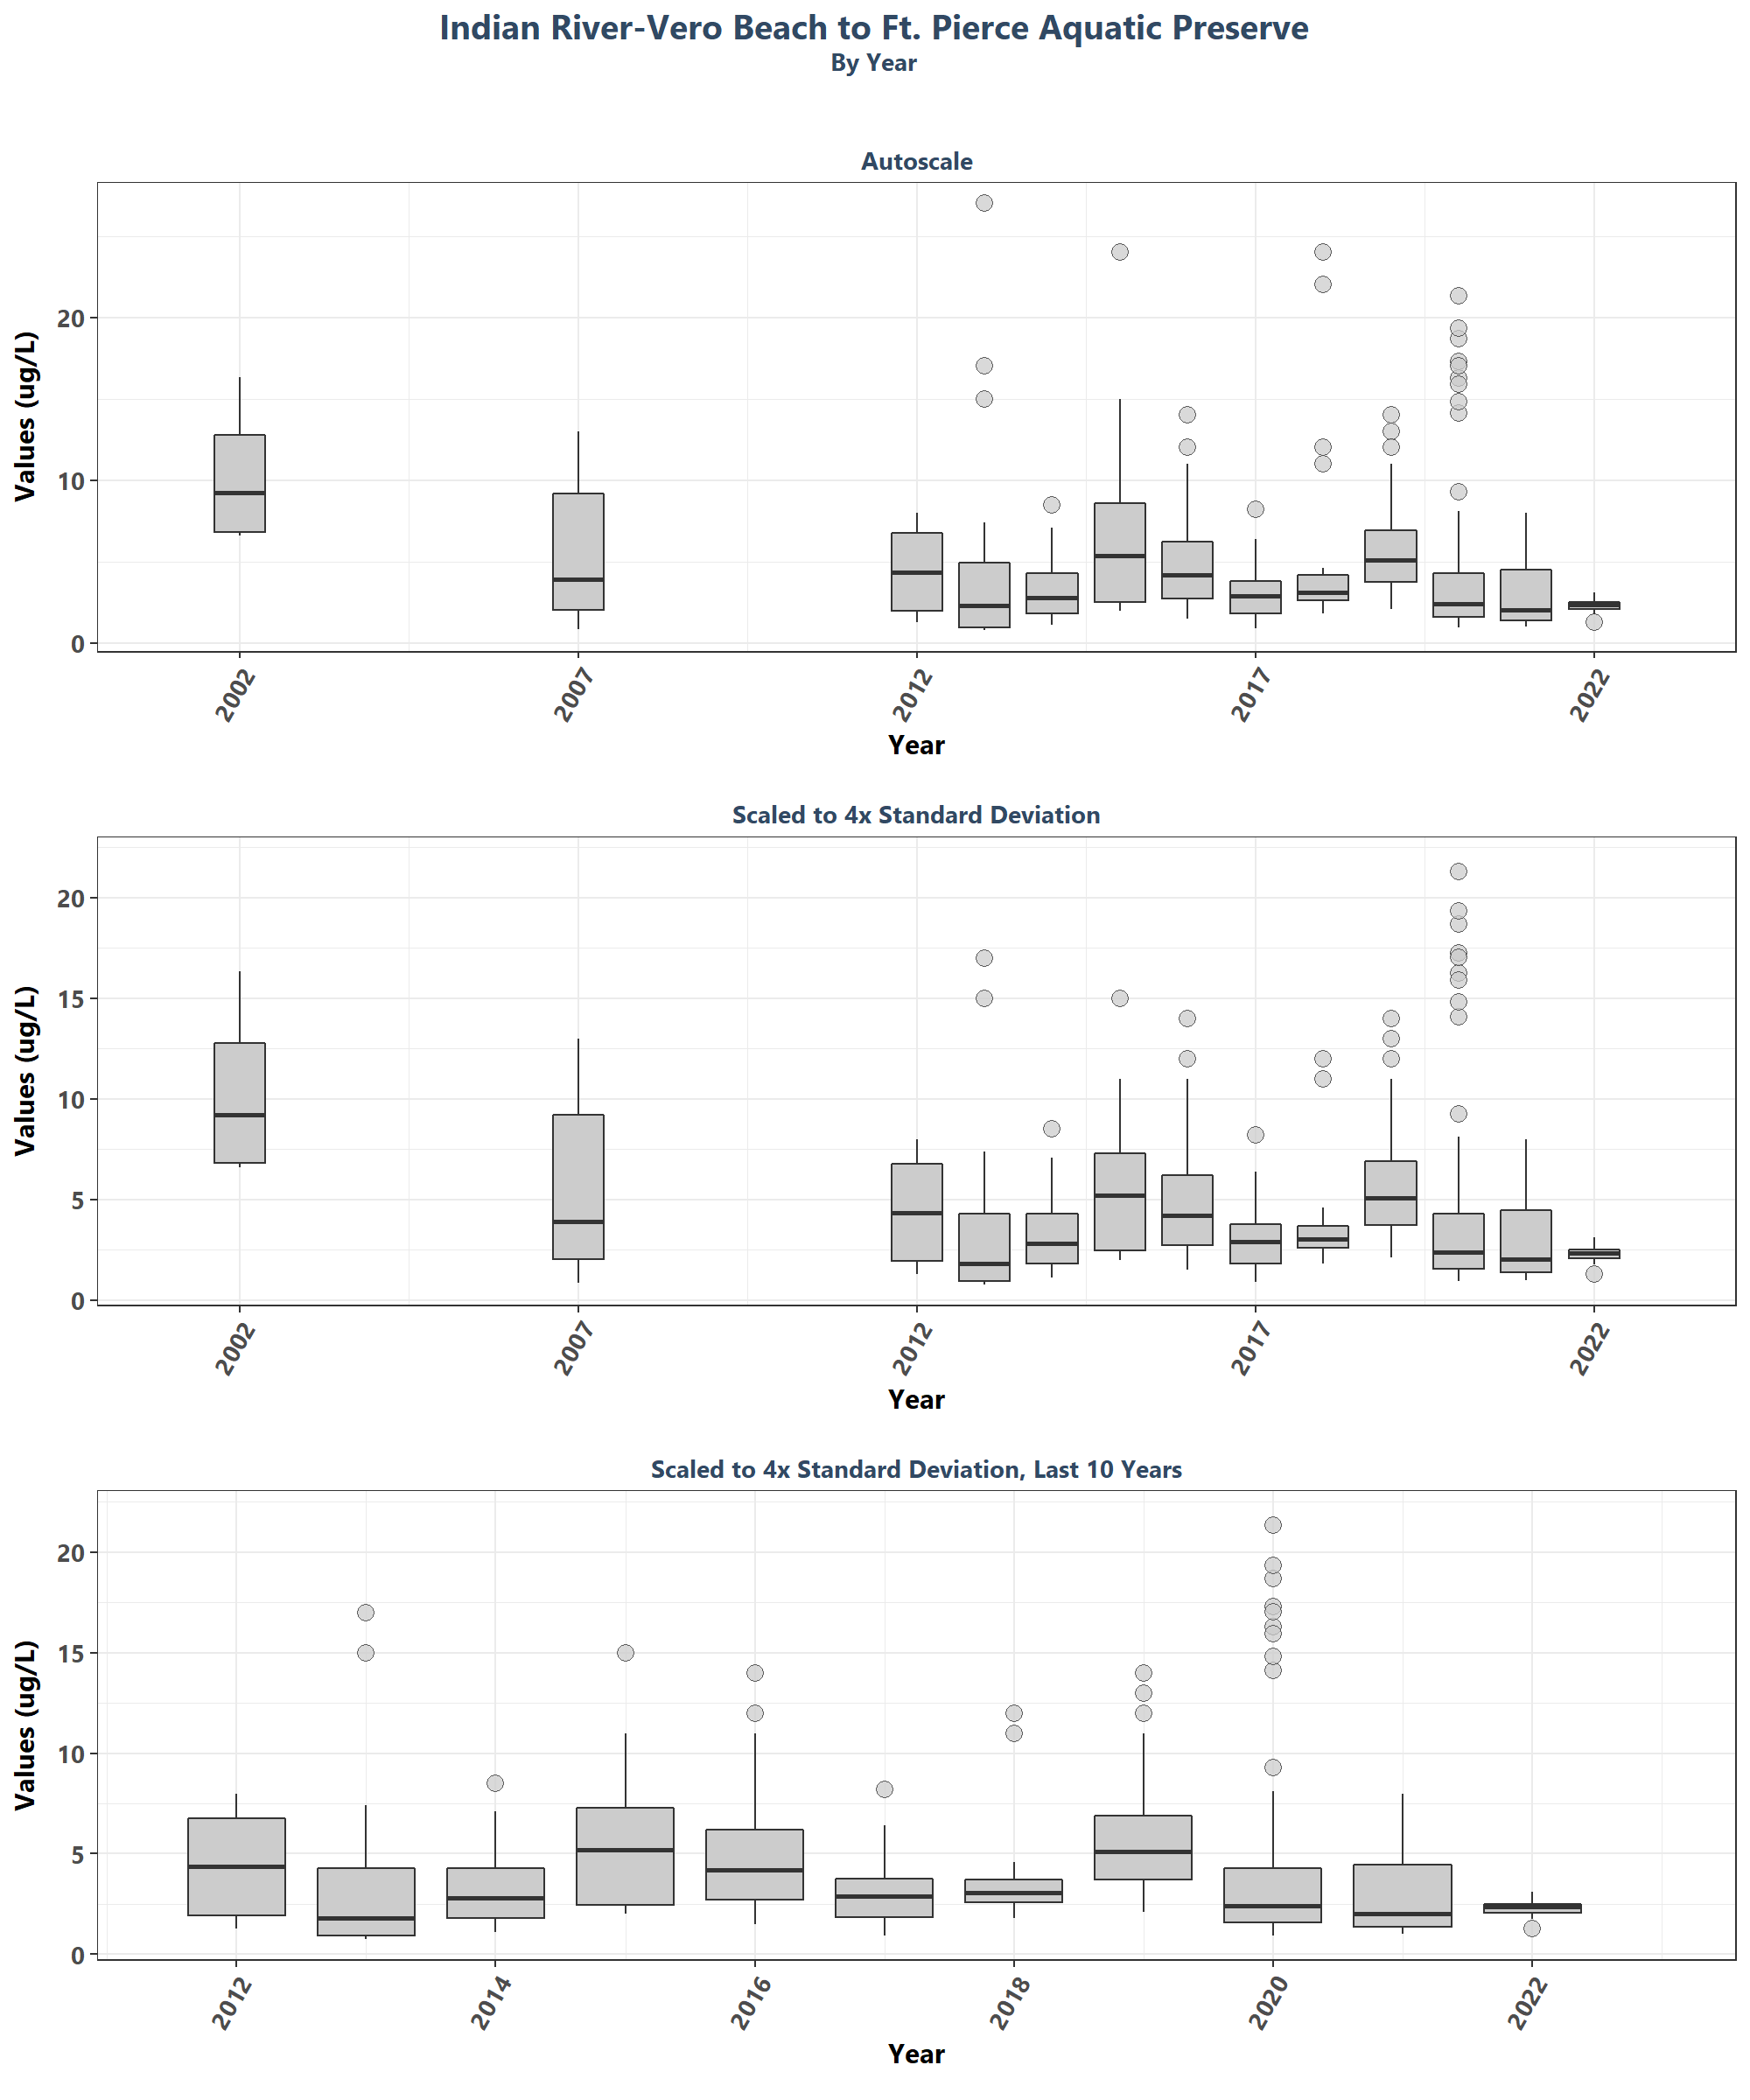 Indian River-Vero Beach to Ft. Pierce Aquatic Preserve
By Year
Autoscale
Values (ug/L)
20
10
0
2002
2007
2012
2017
2022
Year
Scaled to 4x Standard Deviation
Values (ug/L)
20
15
10
5
0
2002
2007
2012
2017
2022
Year
Scaled to 4x Standard Deviation, Last 10 Years
Values (ug/L)
20
15
10
5
0
2012
2014
2016
2018
2020
2022
Year